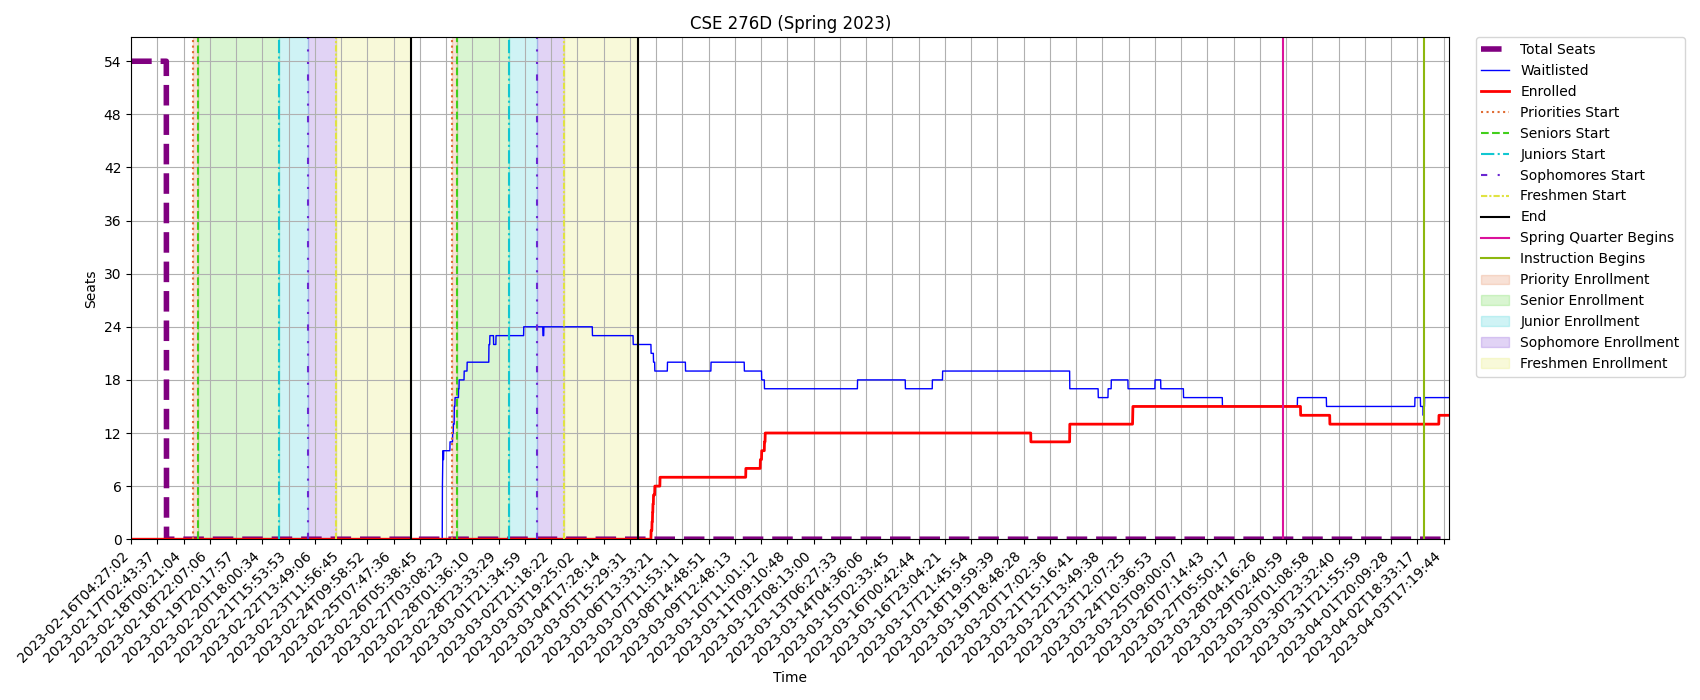 CSE 276D (Spring 2023)
Seats
54
48
42
36
30
24
18
12
6
0
2023-02-16T04:27:02
2023-02-17T02:43:37
2023-02-18T00:21:04
2023-02-18T22:07:06
2023-02-19T20:17:57
2023-02-20T18:00:34
2023-02-21T15:53:53
2023-02-22T13:49:06
2023-02-23T11:56:45
2023-02-24T09:58:52
2023-02-25T07:47:36
2023-02-26T05:38:45
2023-02-27T03:08:23
2023-02-28T01:36:10
2023-02-28T23:33:29
2023-03-01T21:34:59
2023-03-02T21:18:22
2023-03-03T19:25:02
2023-03-04T17:28:14
2023-03-05T15:29:31
2023-03-06T13:33:21
2023-03-07T11:53:11
2023-03-08T14:48:51
2023-03-09T12:48:13
2023-03-10T11:01:12
2023-03-11T09:10:48
2023-03-12T08:13:00
2023-03-13T06:27:33
2023-03-14T04:36:06
2023-03-15T02:33:45
2023-03-16T00:42:44
2023-03-16T23:04:21
2023-03-17T21:45:54
2023-03-18T19:59:39
2023-03-19T18:48:28
2023-03-20T17:02:36
2023-03-21T15:16:41
2023-03-22T13:49:38
2023-03-23T12:07:25
2023-03-24T10:36:53
2023-03-25T09:00:07
2023-03-26T07:14:43
2023-03-27T05:50:17
2023-03-28T04:16:26
2023-03-29T02:40:59
2023-03-30T01:08:58
2023-03-30T23:32:40
2023-03-31T21:55:59
2023-04-01T20:09:28
2023-04-02T18:33:17
2023-04-03T17:19:44
Time
Total Seats
Waitlisted
Enrolled
Priorities Start
Seniors Start
Juniors Start
Sophomores Start
Freshmen Start
End
Spring Quarter Begins
Instruction Begins
Priority Enrollment
Senior Enrollment
Junior Enrollment
Sophomore Enrollment
Freshmen Enrollment